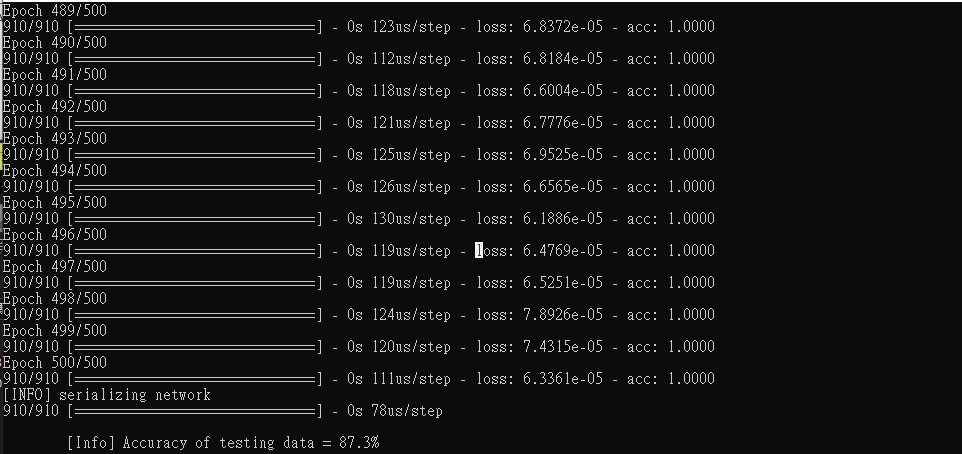 Epoch 489/500
910/910 [==============================] - 0s 123us/step - loss: 6.8372e-05 - acc: 1.0000
Epoch 490/500
910/910 [==============================] - 0s 112us/step - loss: 6.8184e-05 - acc: 1.0000
Epoch 491/500
910/910 [==============================] - 0s 118us/step - loss: 6.6004e-05 - acc: 1.0000
Epoch 492/500
910/910 [==============================] - 0s 121us/step - loss: 6.7776e-05 - acc: 1.0000
Epoch 493/500
910/910 [==============================] - 0s 125us/step - loss: 6.9525e-05 - acc: 1.0000
Epoch 494/500
910/910 [==============================] - 0s 126us/step - loss: 6.6565e-05 - acc: 1.0000
Epoch 495/500
910/910 [==============================] - 0s 130us/step - loss: 6.1886e-05 - acc: 1.0000
Epoch 496/500
910/910 [==============================] - 0s 119us/step - loss: 6.4769e-05 - acc: 1.0000
Epoch 497/500
910/910 [==============================] - 0s 119us/step - loss: 6.5251e-05 - acc: 1.0000
Epoch 498/500
910/910 [==============================] - 0s 124us/step - loss: 7.8926e-05 - acc: 1.0000
Epoch 499/500
910/910 [==============================] - 0s 120us/step - loss: 7.4315e-05 - acc: 1.0000
Epoch 500/500
910/910 [==============================] - 0s 111us/step - loss: 6.3361e-05 - acc: 1.0000
[INFO] serializing network
910/910 [==============================] - 0s 78us/step
[Info] Accuracy of testing data = 87.3%